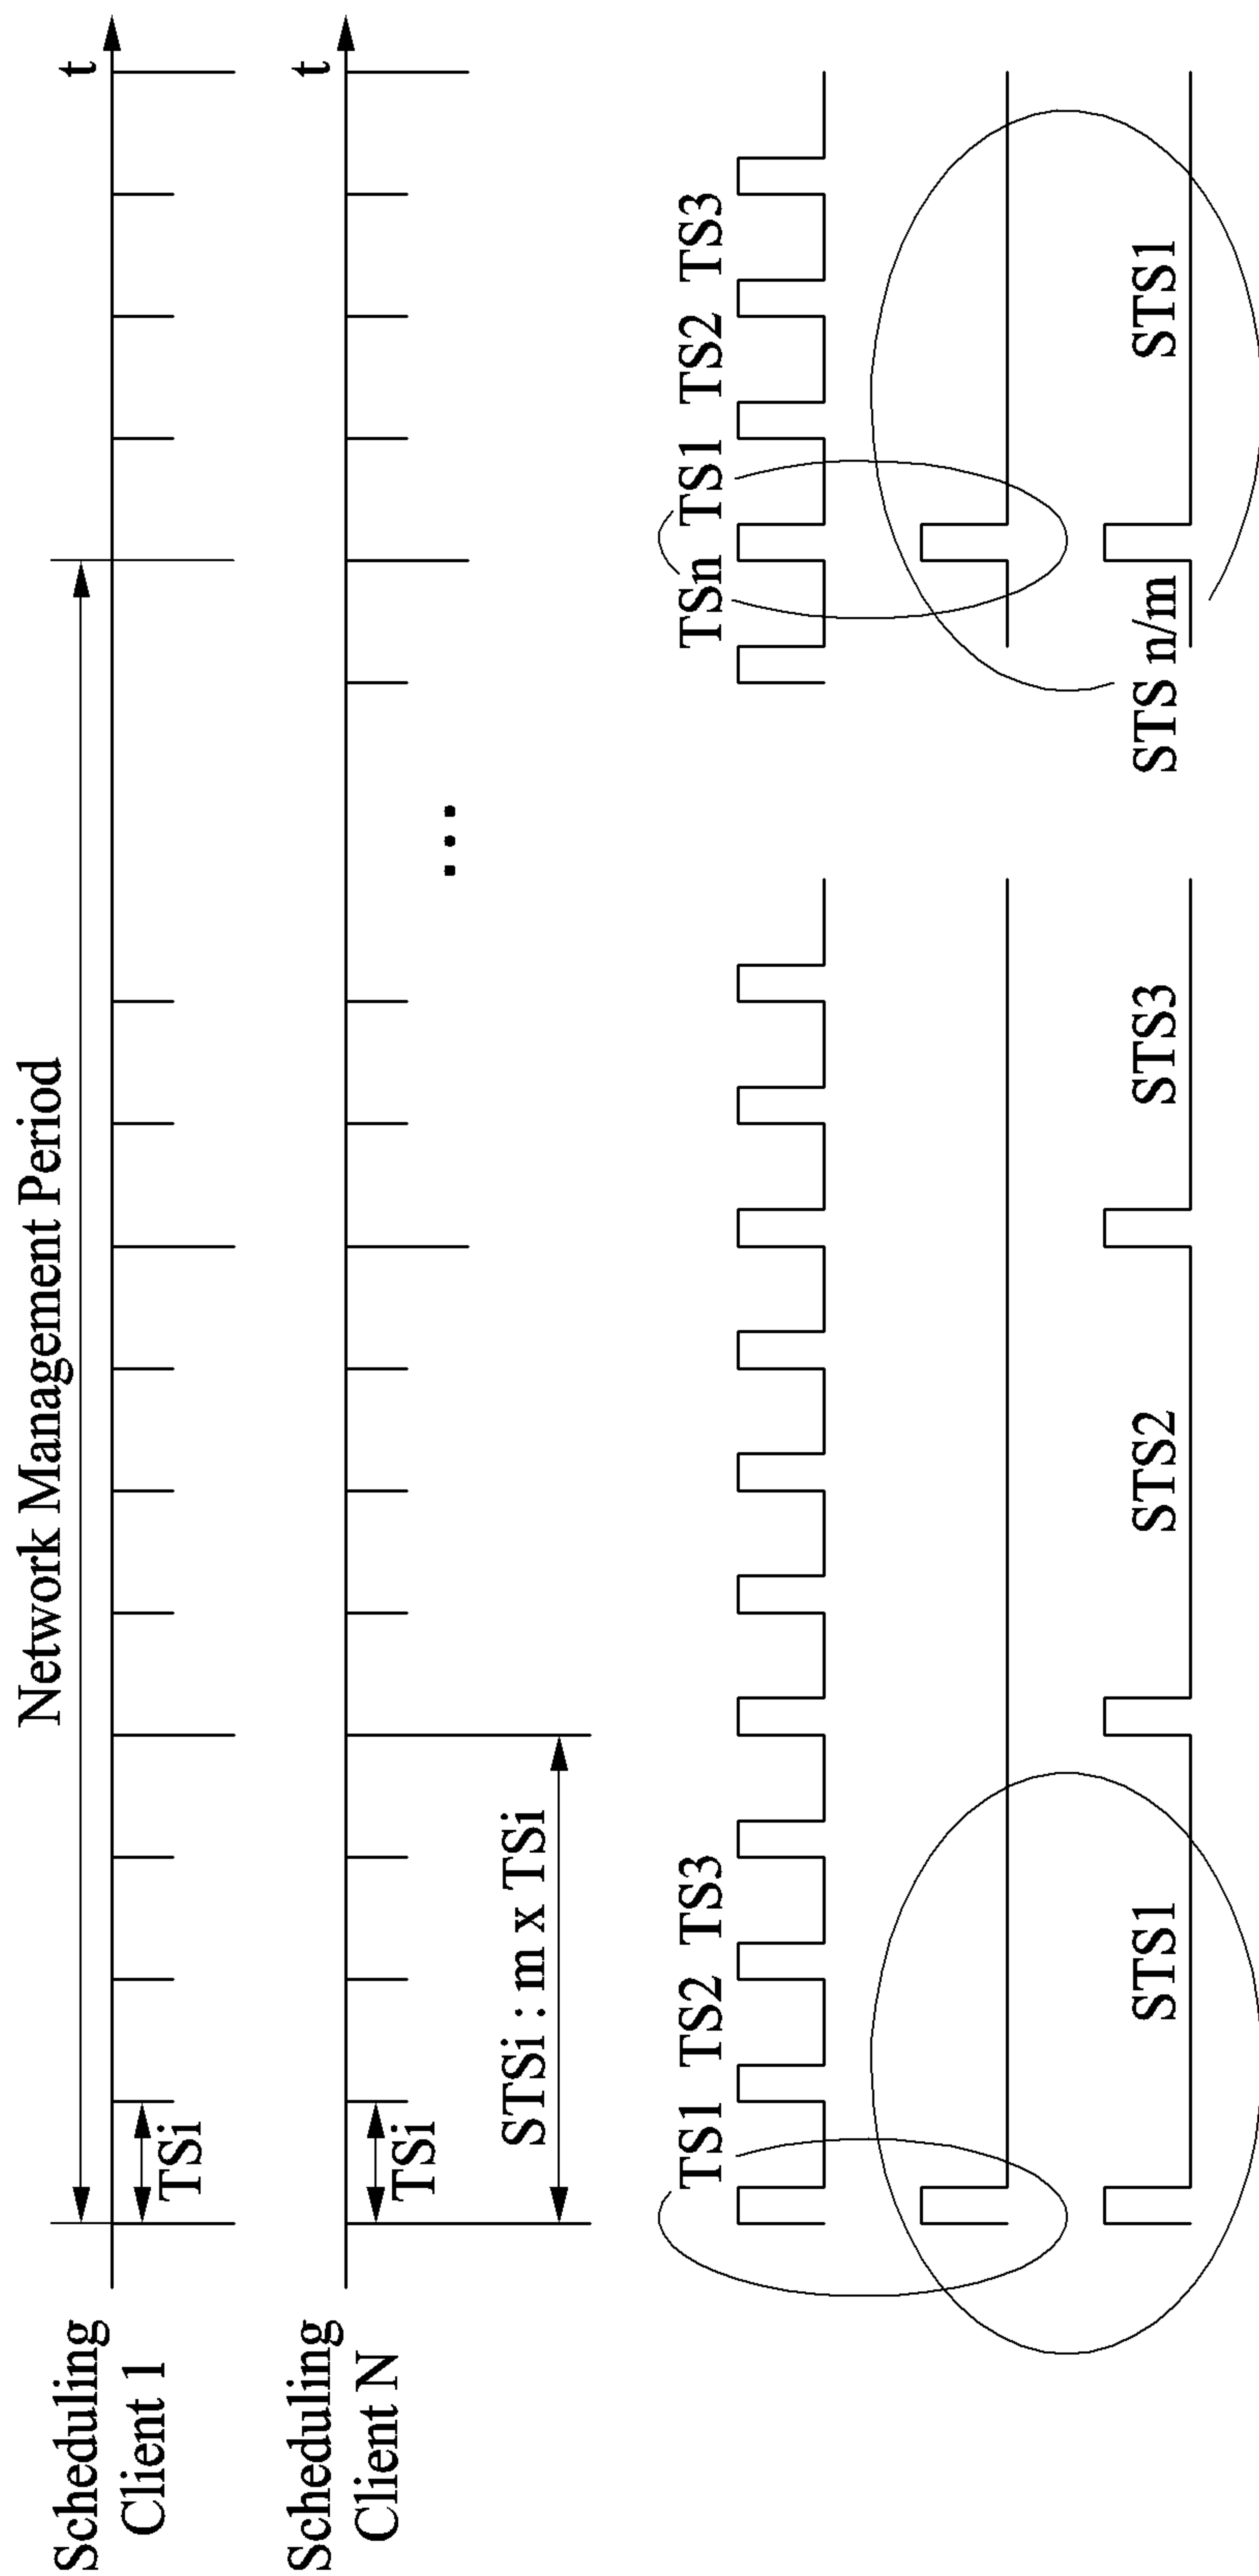 Network Management Period
Scheduling
Client 1
t
TSi
Scheduling
Client N
t
TSi
...
STSi : m x TSi
TS1 TS2 TS3
TSn TS1 TS2 TS3
STS1
STS2
STS3
STS n/m
STS1